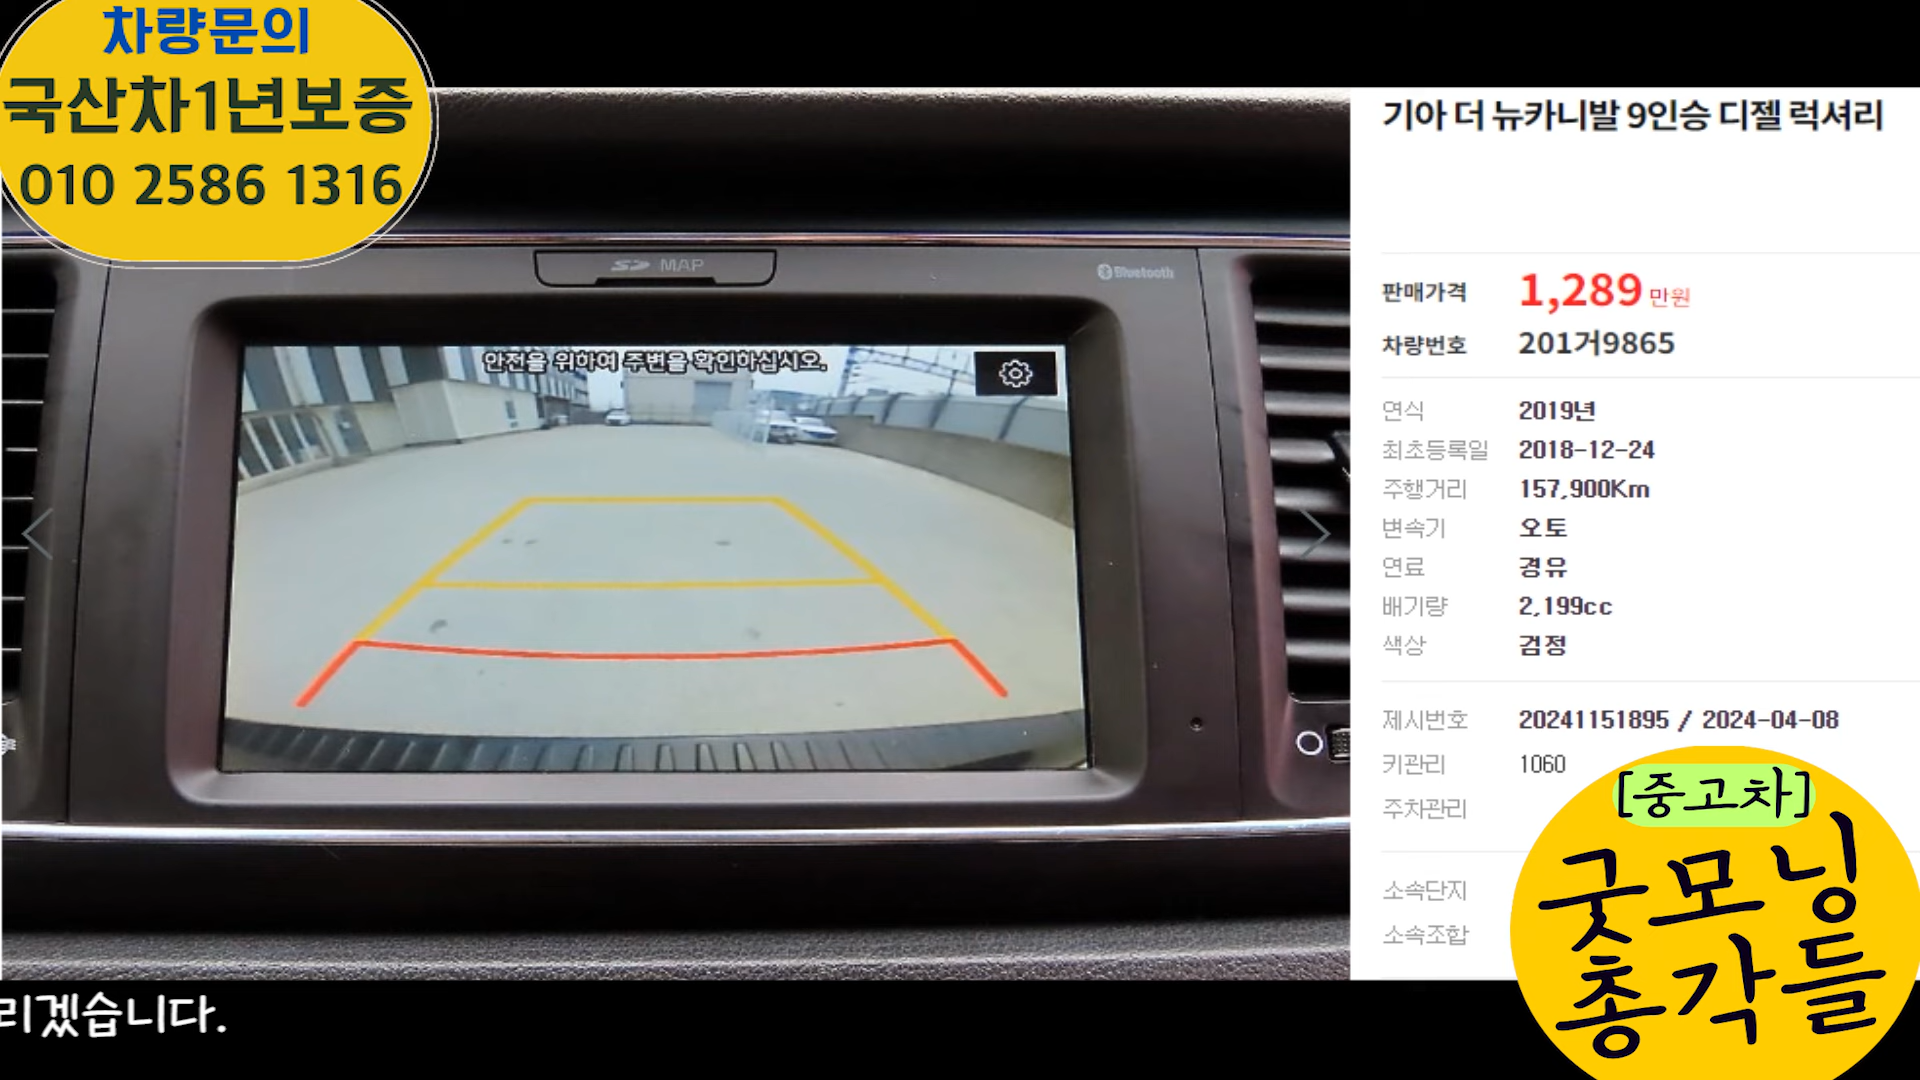 차량문의
국산차1년보증
010 2586 1316
SD MAP
Bluetooth
안전을 위하여 주변을 확인하십시오.
기아 더 뉴카니발 9인승 디젤 럭셔리
판매가격 1,289 만원
차량번호 201거9865
연식 2019년
최초등록일 2018-12-24
주행거리 157,900Km
변속기 오토
연료 경유
배기량 2,199cc
색상 검정
제시번호 20241151895 / 2024-04-08
키관리 1060
주차관리
소속단지
소속조합
[중고차]
굿모닝
총각들
리겠습니다.